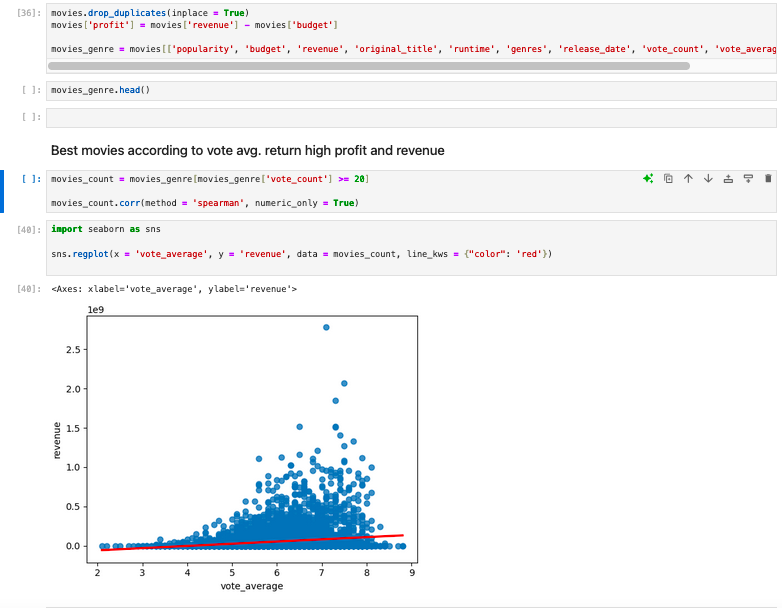 [36]: movies.drop_duplicates(inplace = True)
movies['profit'] = movies['revenue'] - movies['budget']
movies_genre = movies[['popularity', 'budget', 'revenue', 'original_title', 'runtime', 'genres', 'release_date', 'vote_count', 'vote_averag
[ ]: movies_genre.head()
[ ]:
Best movies according to vote avg. return high profit and revenue
[ ]: movies_count = movies_genre[movies_genre['vote_count'] >= 20]
movies_count.corr(method = 'spearman', numeric_only = True)
[40]: import seaborn as sns
sns.regplot(x = 'vote_average', y = 'revenue', data = movies_count, line_kws = {"color": 'red'})
[40]: <Axes: xlabel='vote_average', ylabel='revenue'>
1e9
2.5
2.0
1.5
1.0
0.5
0.0
revenue
2 3 4 5 6 7 8 9
vote_average